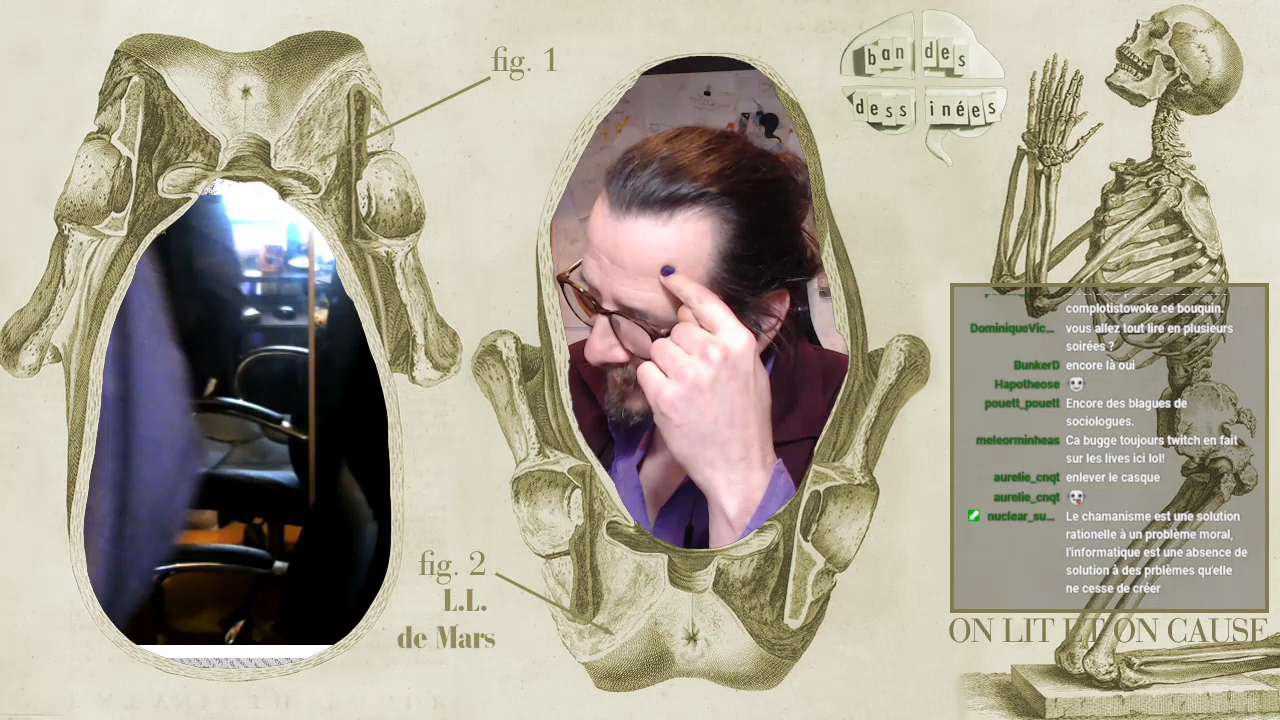 fig. 1
ban des
dess inées
complotistowoke ce bouquin.
DominiqueVic... vous allez tout lire en plusieurs
soirées ?
BunkerD encore là oui
Hapotheose
pouett_pouett Encore des blagues de
sociologues.
meleorminheas Ca bugge toujours twitch en fait
sur les lives ici lol!
aurelie_cnqt enlever le casque
aurelie_cnqt
nuclear_su... Le chamanisme est une solution
rationelle à un problème moral,
l'informatique est une absence de
solution à des prblèmes qu'elle
ne cesse de créer
fig. 2
L.L.
de Mars
ON LIT ET ON CAUSE